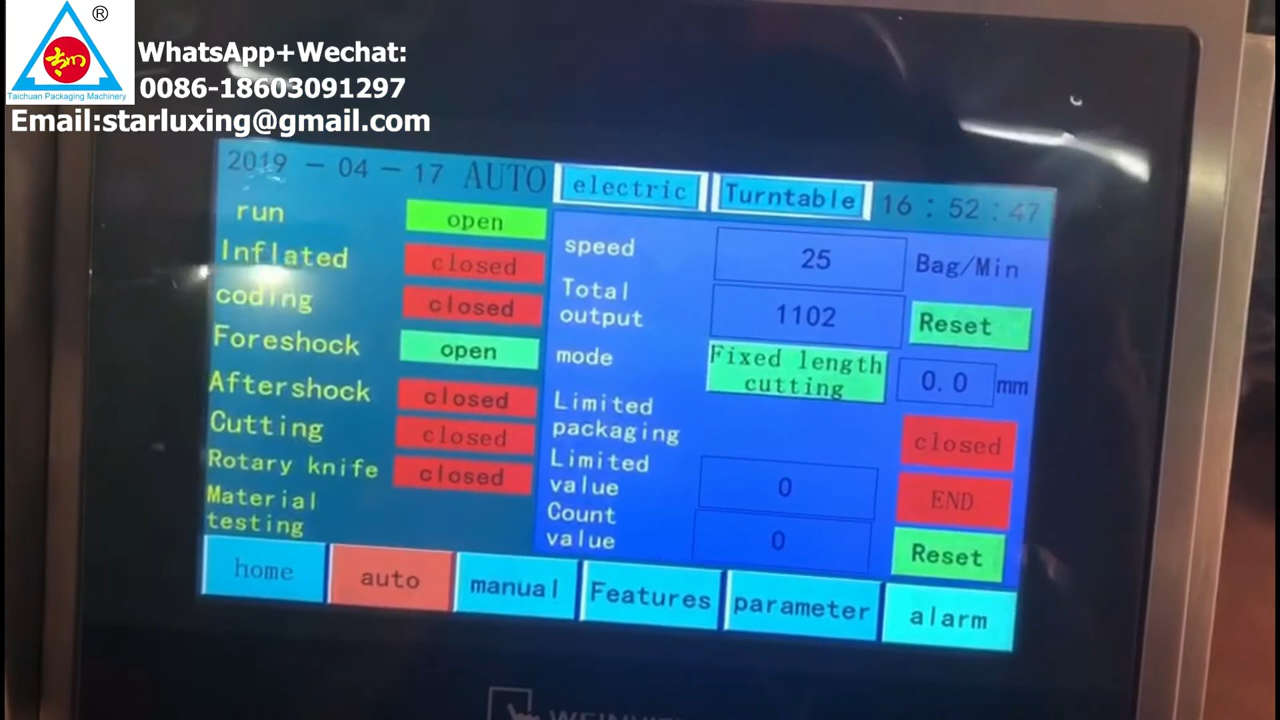 ®
WhatsApp+Wechat:
0086-18603091297
Taichuan Packaging Machinery
Email:starluxing@gmail.com
2019 - 04 - 17 AUTO electric Turntable 16 : 52 : 47
run open
Inflated closed
coding closed
Foreshock open
Aftershock closed
Cutting closed
Rotary knife closed
Material
testing
speed 25 Bag/Min
Total
output 1102 Reset
mode Fixed length
cutting 0.0 mm
Limited
packaging closed
Limited
value 0 END
Count
value 0 Reset
home auto manual Features parameter alarm